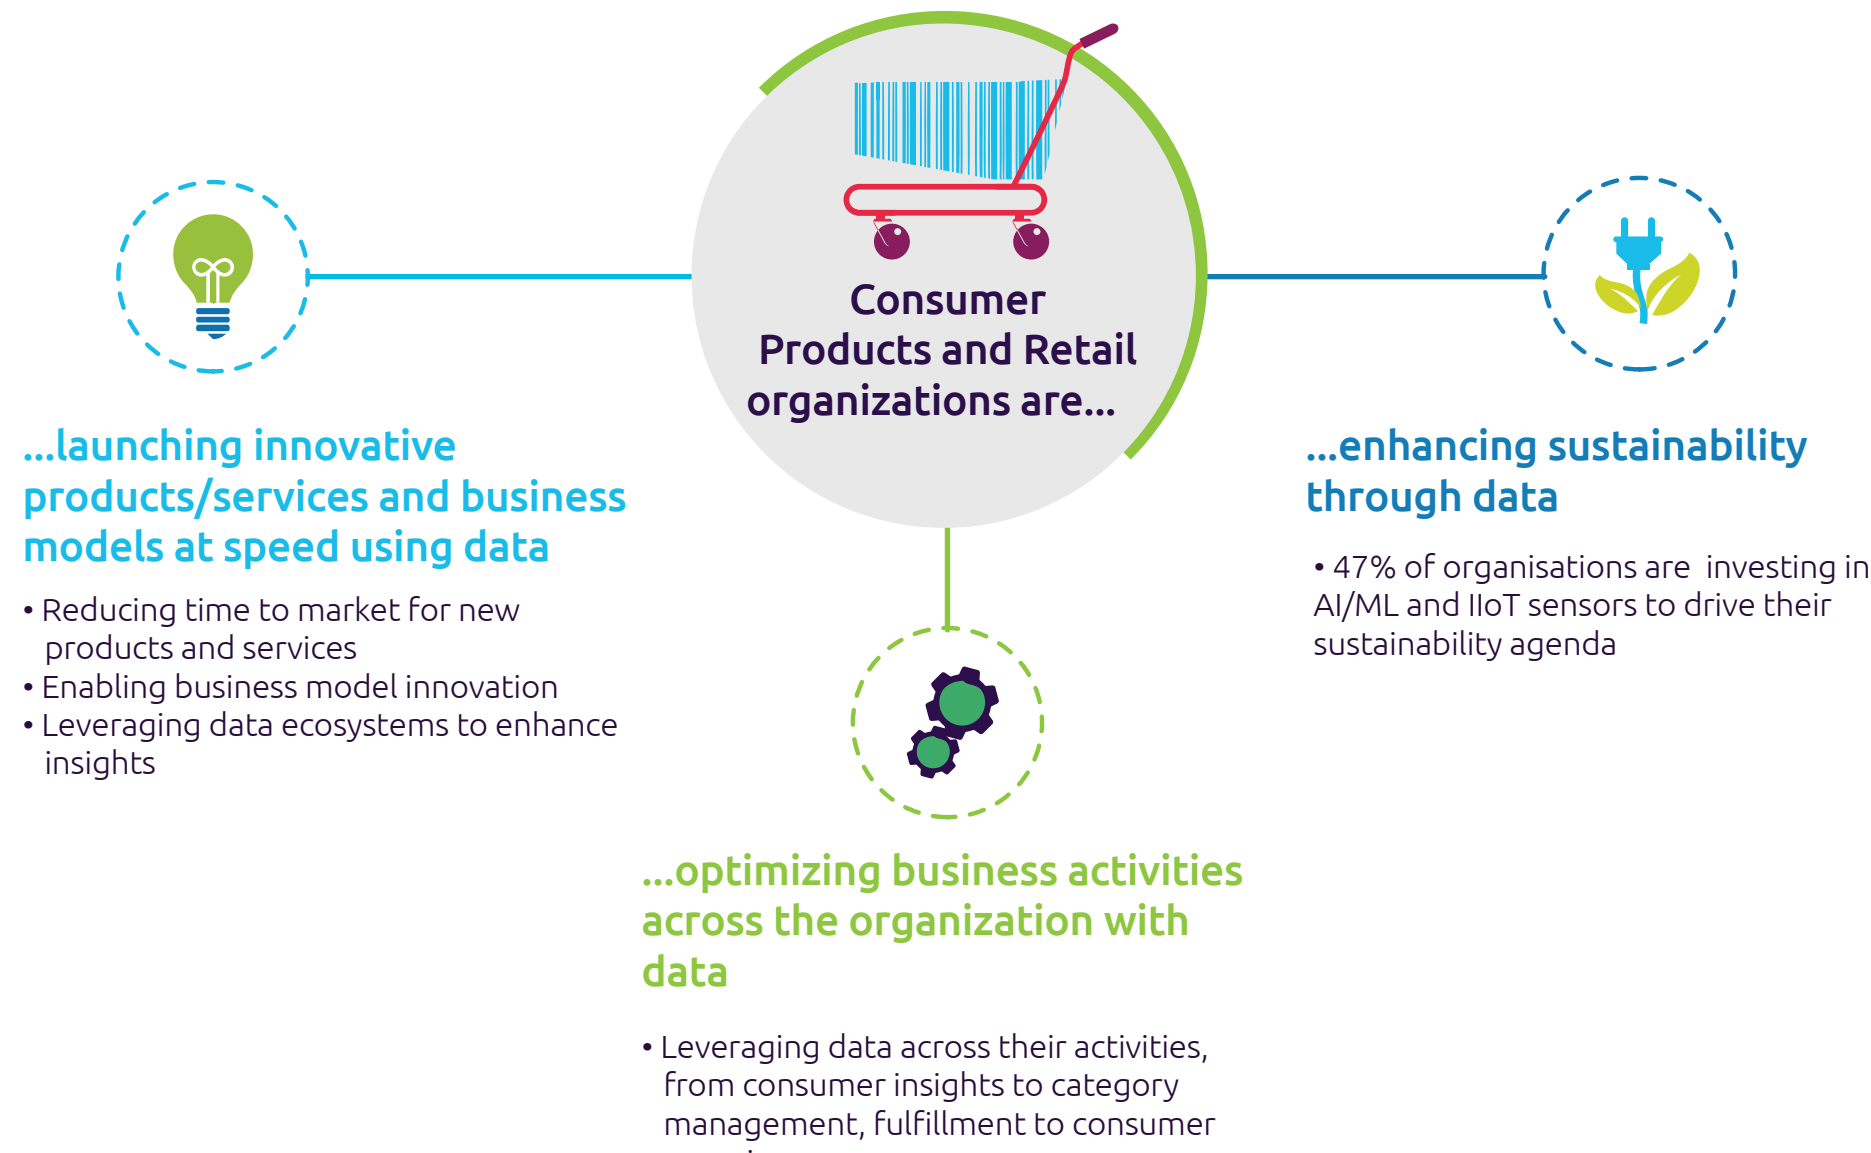 Consumer
Products and Retail
organizations are...
...launching innovative
products/services and business
models at speed using data
• Reducing time to market for new
products and services
• Enabling business model innovation
• Leveraging data ecosystems to enhance
insights
...enhancing sustainability
through data
• 47% of organisations are  investing in
AI/ML and IIoT sensors to drive their
sustainability agenda
...optimizing business activities
across the organization with
data
• Leveraging data across their activities,
from consumer insights to category
management, fulfillment to consumer